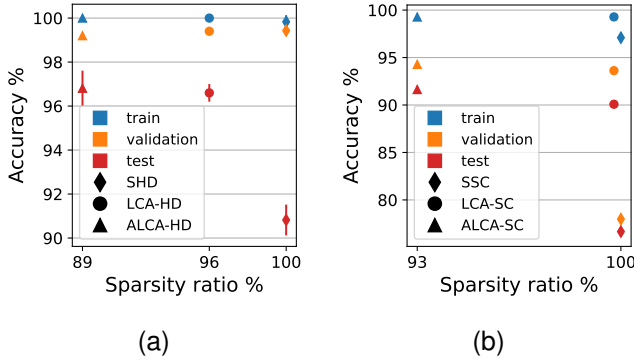 100
98
96
94
92
90
Accuracy %
train
validation
test
SHD
LCA-HD
ALCA-HD
89
96
100
Sparsity ratio %
(a)
100
95
90
85
80
Accuracy %
train
validation
test
SSC
LCA-SC
ALCA-SC
93
100
Sparsity ratio %
(b)